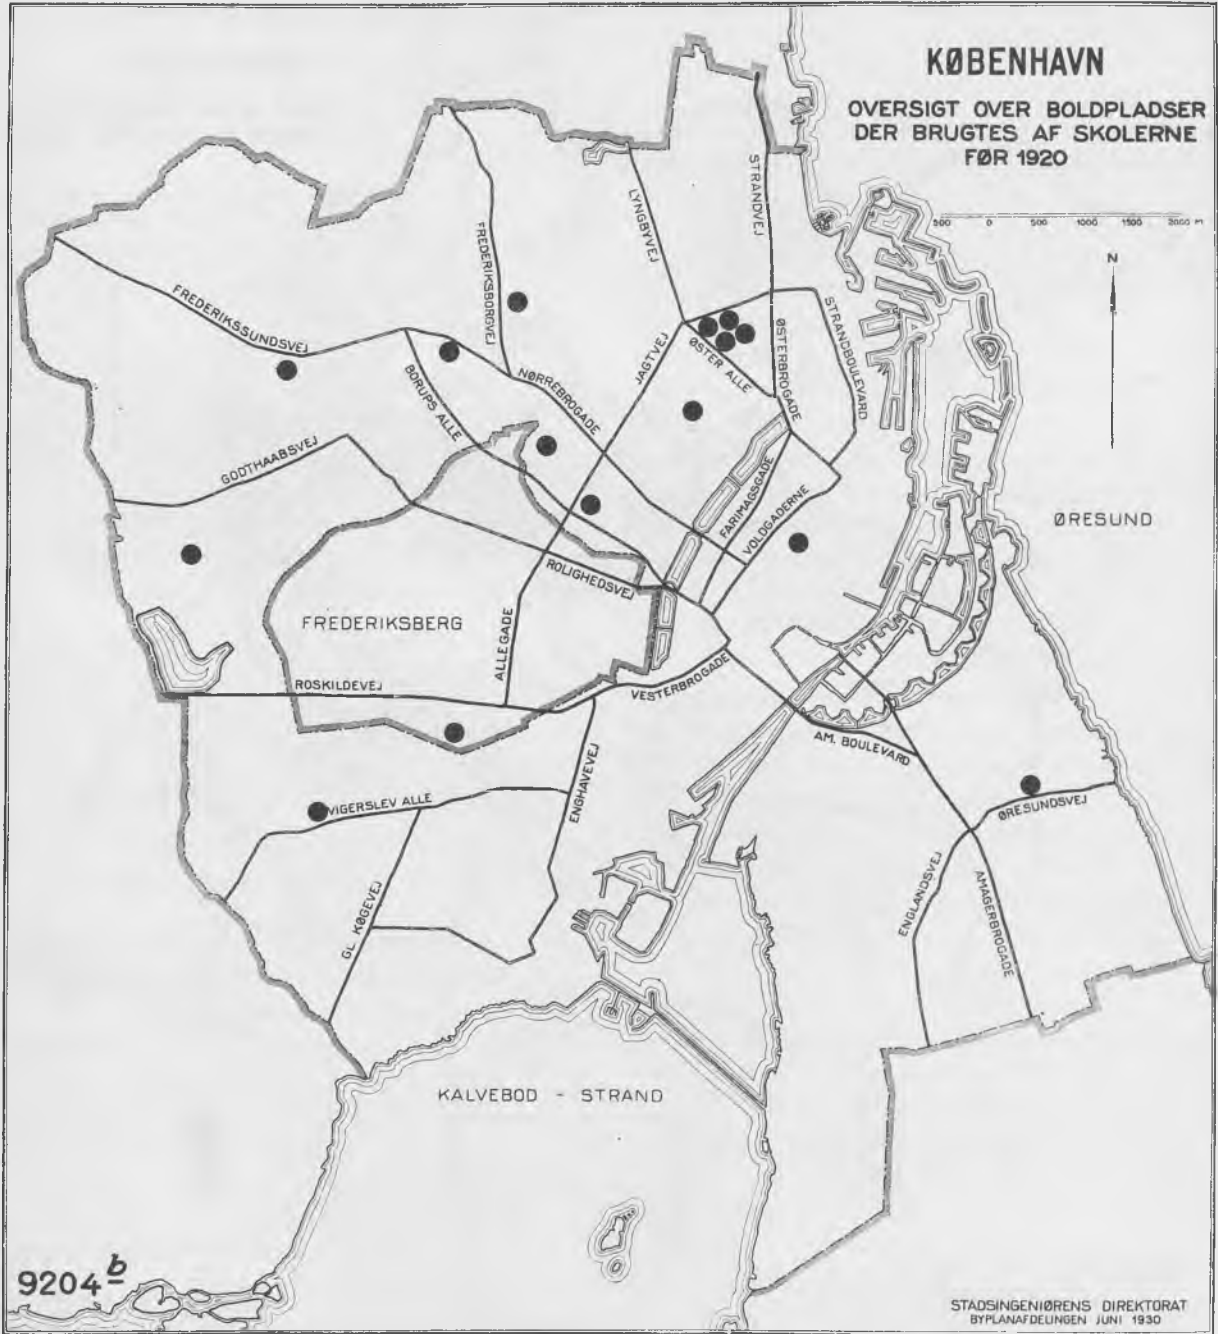 KØBENHAVN
OVERSIGT OVER BOLDPLADSER
DER BRUGTES AF SKOLERNE
FØR 1920
500 0 500 1000 1500 2000 m
N
STRANDVEJ
LYNGBYVEJ
FREDERIKSBORGVEJ
FREDERIKSSUNDSVEJ
STRANDBOULEVARD
ØSTERBROGADE
ØSTER ALLE
JAGTVEJ
NØRREBROGADE
BORUPS ALLE
GODTHAABSVEJ
FARIMAGSGADE
VOLDGADERNE
ØRESUND
ROLIGHEDSVEJ
FREDERIKSBERG
ALLEGADE
ROSKILDEVEJ
VESTERBROGADE
AM. BOULEVARD
ENGHAVEVEJ
VIGERSLEV ALLE
ØRESUNDSVEJ
ENGLANDSVEJ
AMAGERBROGADE
GL. KØGEVEJ
KALVEBOD - STRAND
9204 b
STADSINGENIØRENS DIREKTORAT
BYPLANAFDELINGEN JUNI 1930